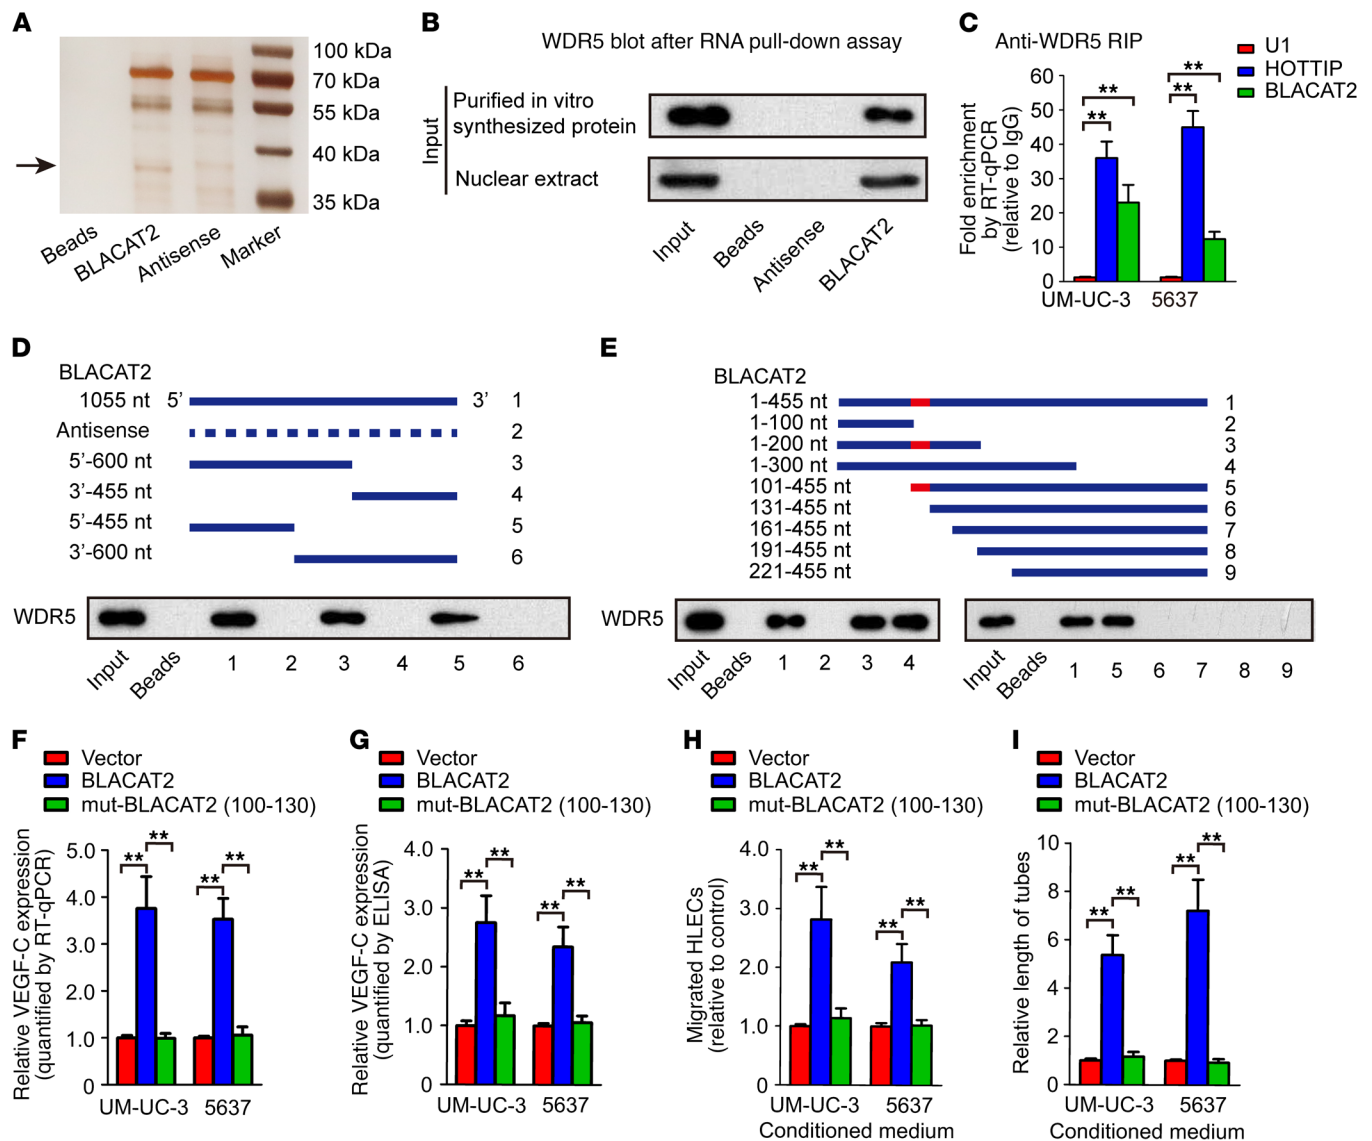 A
100 kDa
70 kDa
55 kDa
40 kDa
35 kDa
Beads
BLACAT2
Antisense
Marker
B
WDR5 blot after RNA pull-down assay
Input
Purified in vitro
synthesized protein
Nuclear extract
Input
Beads
Antisense
BLACAT2
C
Anti-WDR5 RIP
U1
HOTTIP
BLACAT2
Fold enrichment
by RT-qPCR
(relative to IgG)
60
50
40
30
20
10
0
** ** ** **
UM-UC-3 5637
D
BLACAT2
1055 nt 5’ 3’ 1
Antisense 2
5’-600 nt 3
3’-455 nt 4
5’-455 nt 5
3’-600 nt 6
WDR5
Input Beads 1 2 3 4 5 6
E
BLACAT2
1-455 nt 1
1-100 nt 2
1-200 nt 3
1-300 nt 4
101-455 nt 5
131-455 nt 6
161-455 nt 7
191-455 nt 8
221-455 nt 9
WDR5
Input Beads 1 2 3 4
Input Beads 1 5 6 7 8 9
F
Vector
BLACAT2
mut-BLACAT2 (100-130)
Relative VEGF-C expression
(quantified by RT-qPCR)
5.0
4.0
3.0
2.0
1.0
0
** ** ** **
UM-UC-3 5637
G
Vector
BLACAT2
mut-BLACAT2 (100-130)
Relative VEGF-C expression
(quantified by ELISA)
4.0
3.0
2.0
1.0
0
** ** ** **
UM-UC-3 5637
H
Vector
BLACAT2
mut-BLACAT2 (100-130)
Migrated HLECs
(relative to control)
4.0
3.0
2.0
1.0
0
** ** ** **
UM-UC-3 5637
Conditioned medium
I
Vector
BLACAT2
mut-BLACAT2 (100-130)
Relative length of tubes
10
8
6
4
2
0
** ** ** **
UM-UC-3 5637
Conditioned medium